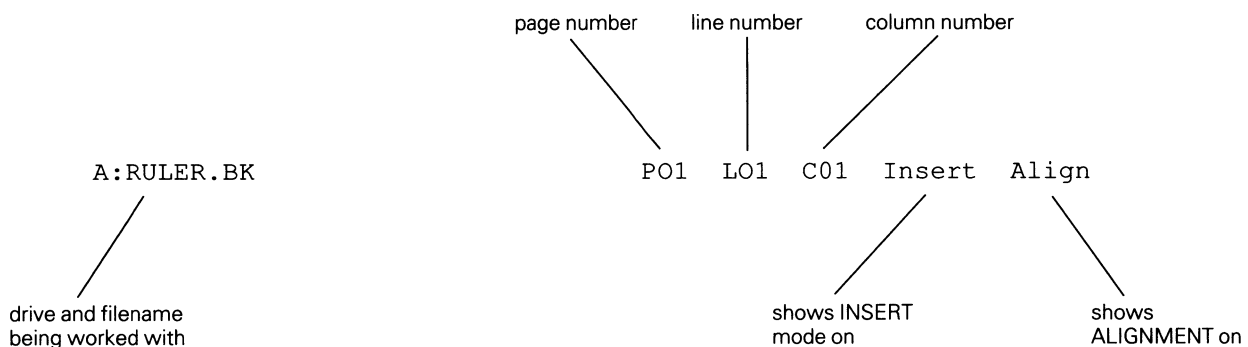 page number line number column number
A:RULER.BK PO1 LO1 C01 Insert Align
drive and filename
being worked with
shows INSERT
mode on
shows
ALIGNMENT on